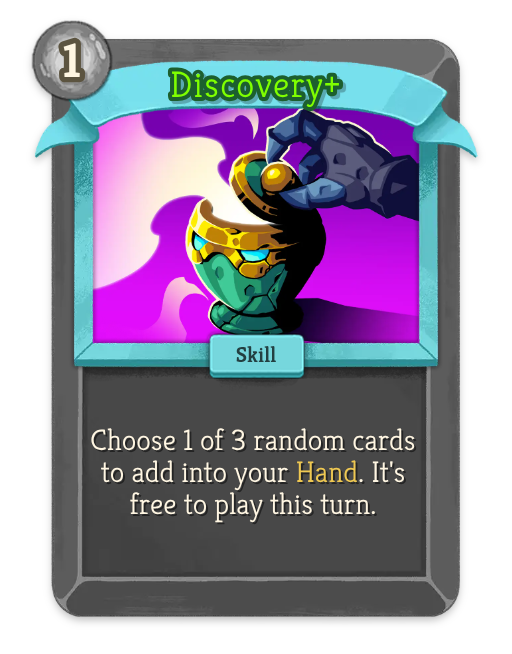 1
Discovery+
Skill
Choose 1 of 3 random cards
to add into your Hand. It's
free to play this turn.